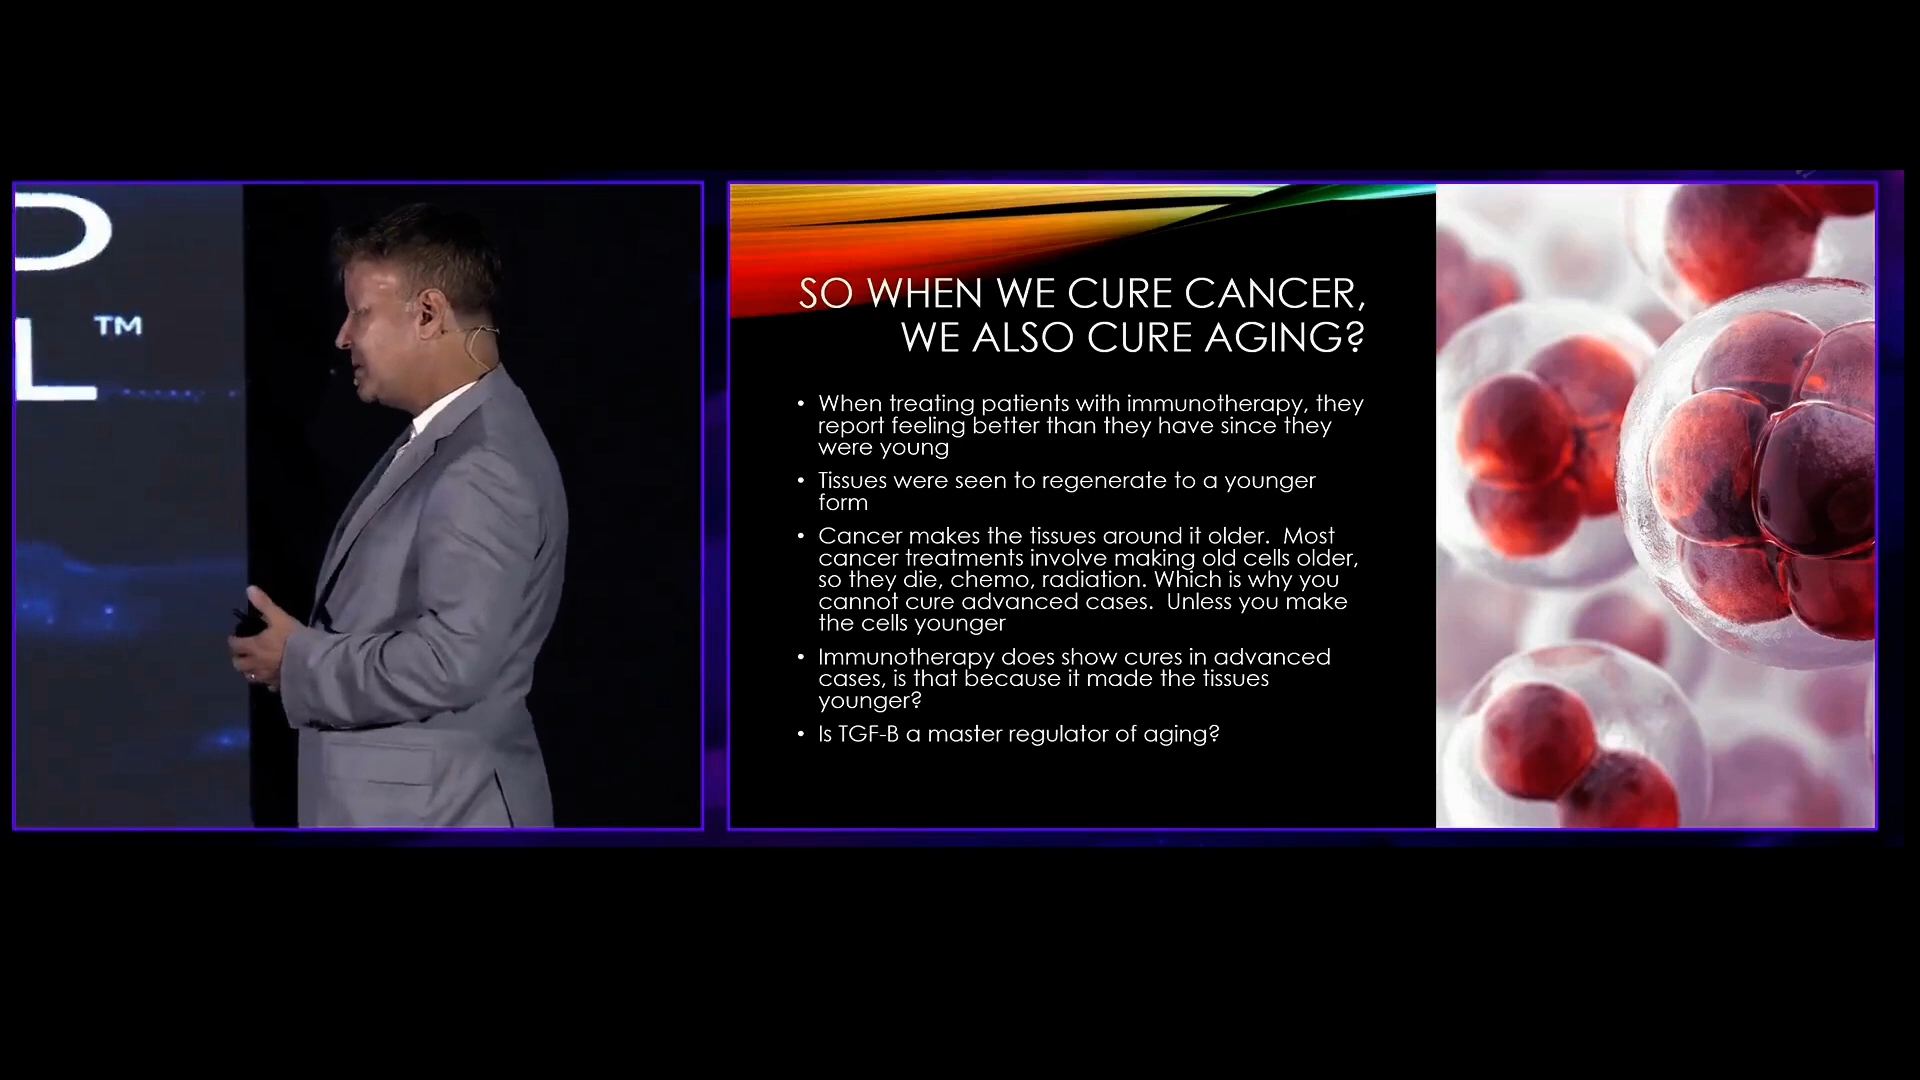 D
L™
SO WHEN WE CURE CANCER,
WE ALSO CURE AGING?
• When treating patients with immunotherapy, they
report feeling better than they have since they
were young
• Tissues were seen to regenerate to a younger
form
• Cancer makes the tissues around it older.  Most
cancer treatments involve making old cells older,
so they die, chemo, radiation. Which is why you
cannot cure advanced cases.  Unless you make
the cells younger
• Immunotherapy does show cures in advanced
cases, is that because it made the tissues
younger?
• Is TGF-B a master regulator of aging?